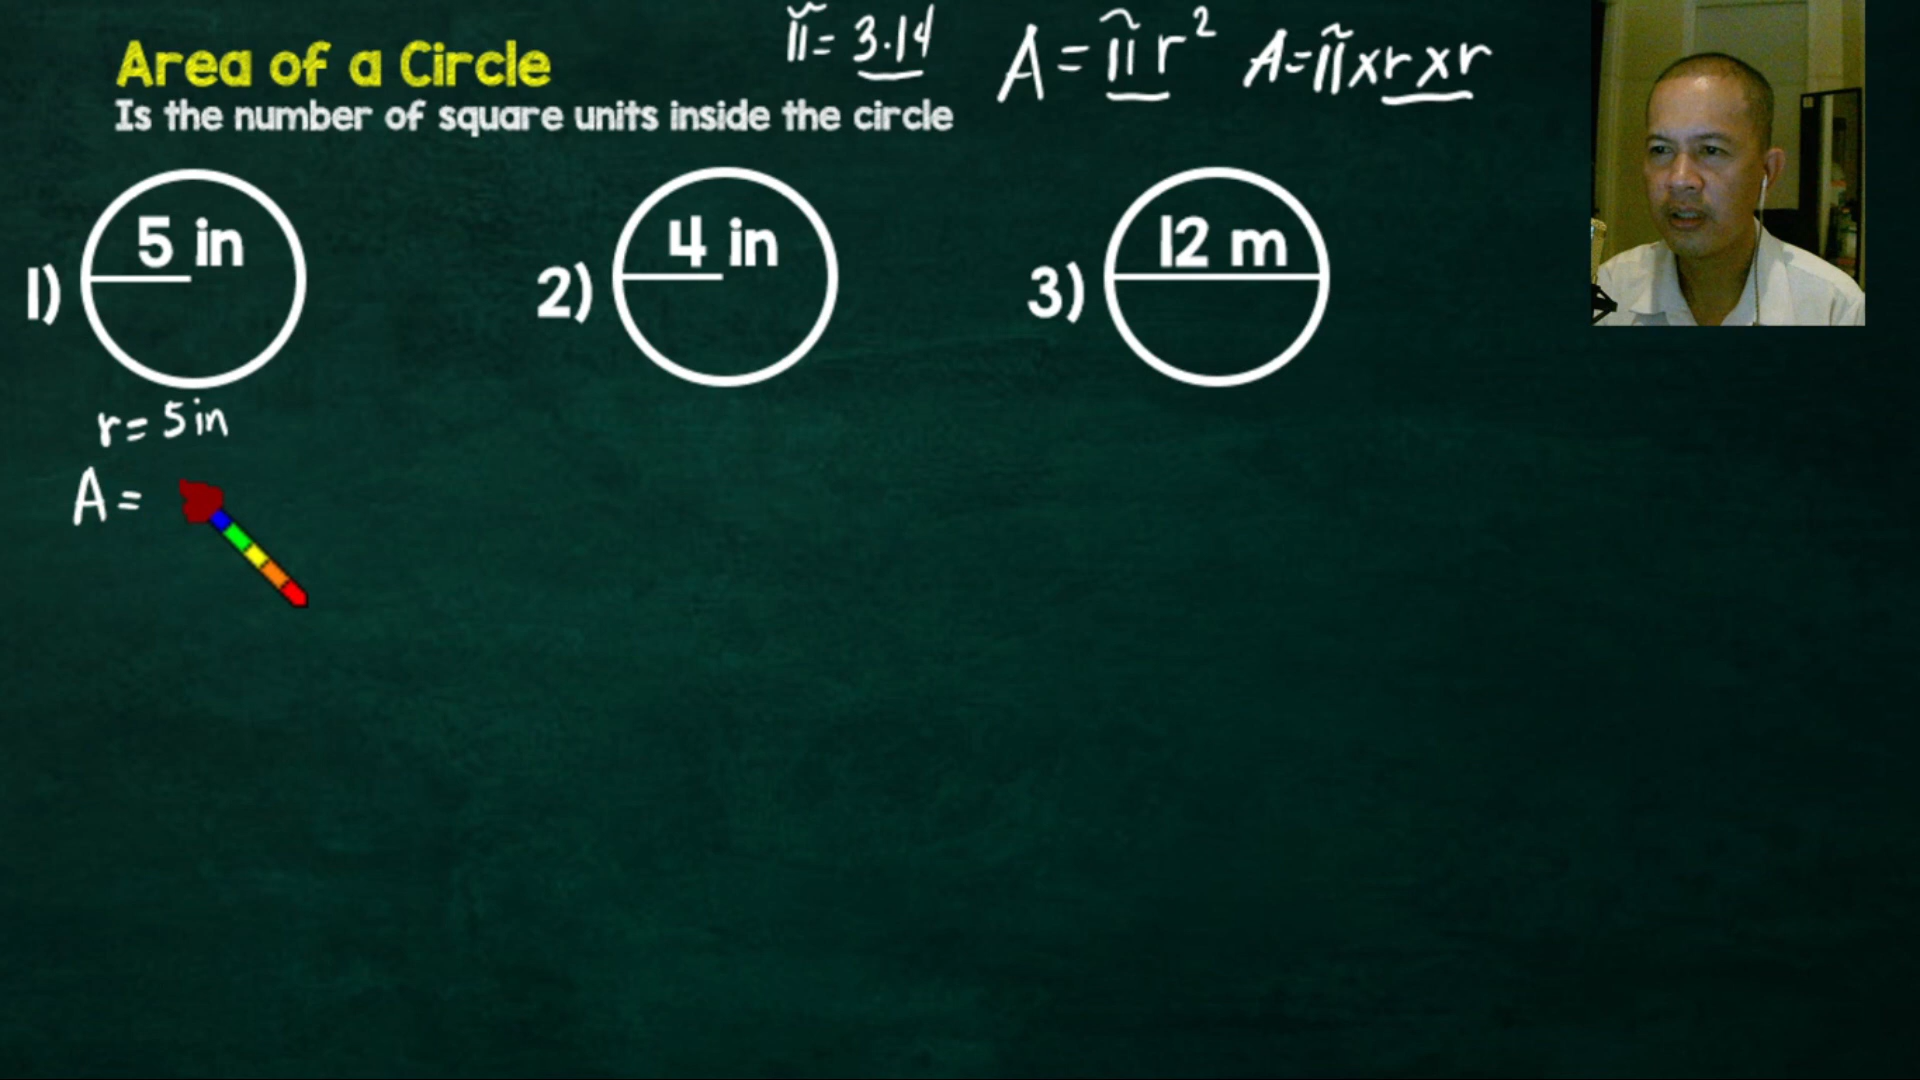 Area of a Circle
Is the number of square units inside the circle
π = 3.14
A = π r² A = π x r x r
1) 5 in
2) 4 in
3) 12 m
r = 5 in
A =